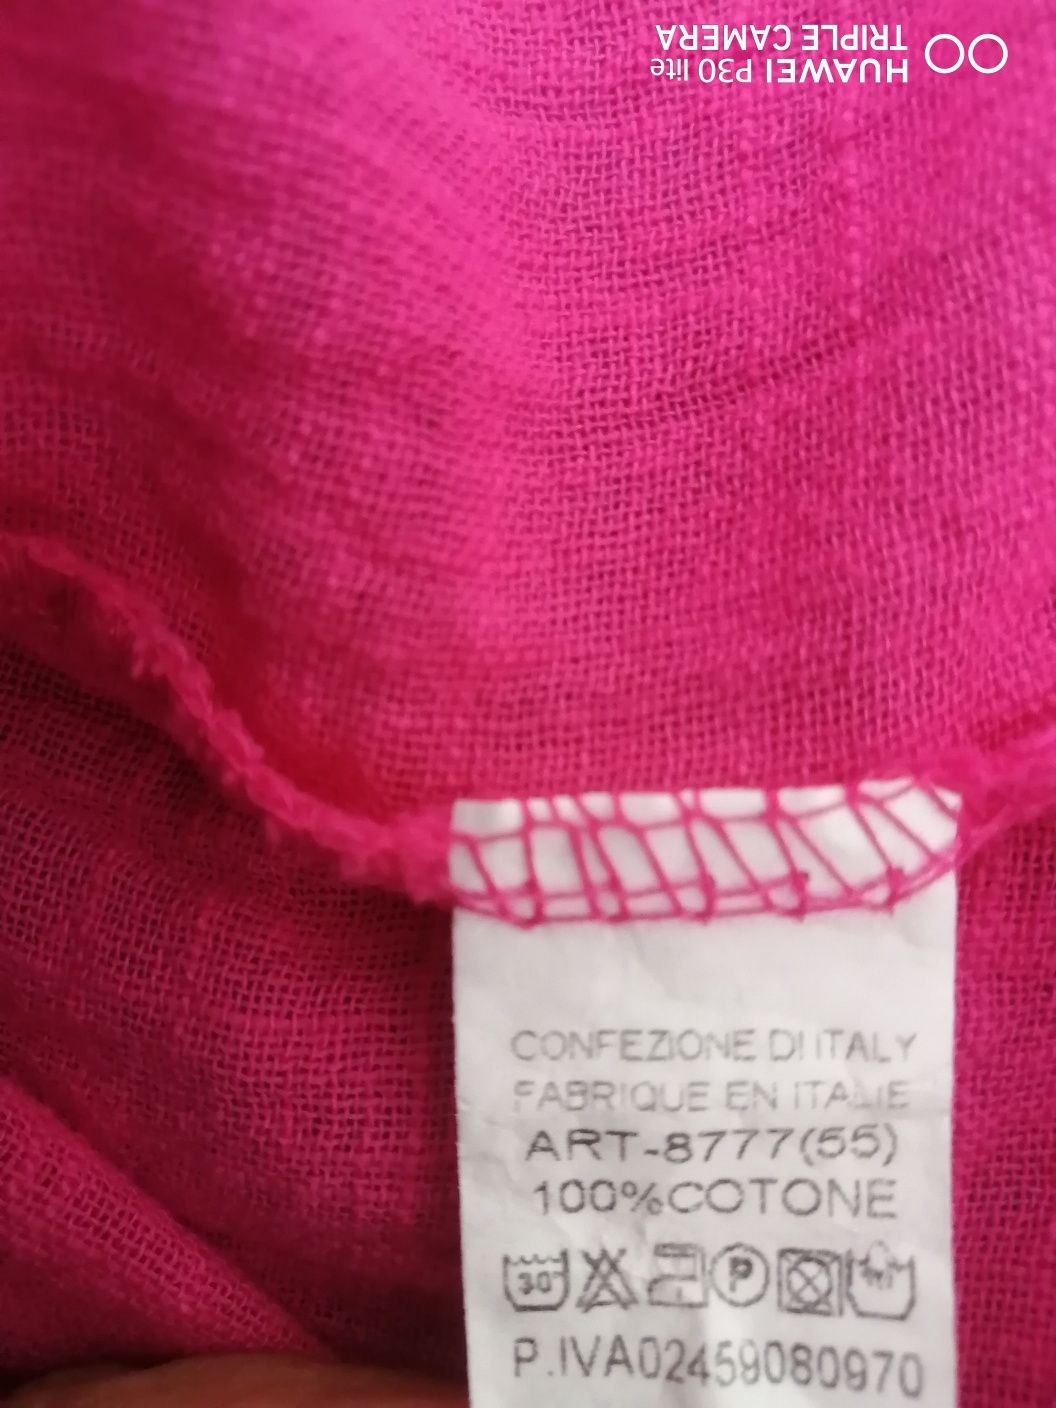 HUAWEI P30 lite
TRIPLE CAMERA
CONFEZIONE DI ITALY
FABRIQUE EN ITALIE
ART-8777(55)
100%COTONE
30 P
P.IVA02459080970